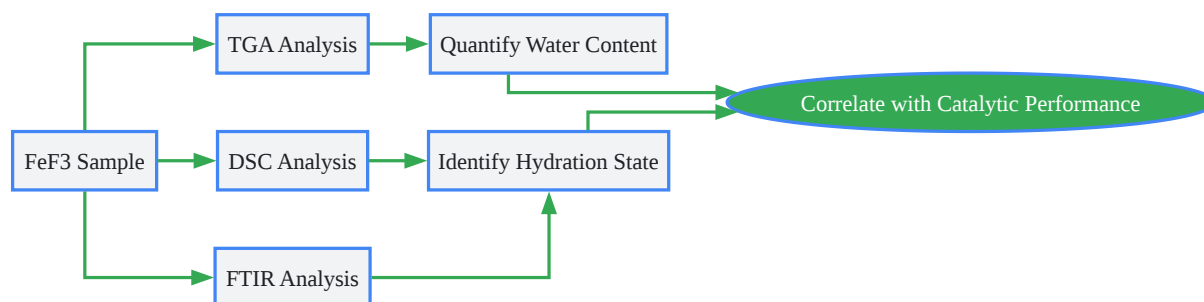 TGA Analysis
Quantify Water Content
Correlate with Catalytic Performance
FeF3 Sample
DSC Analysis
Identify Hydration State
FTIR Analysis